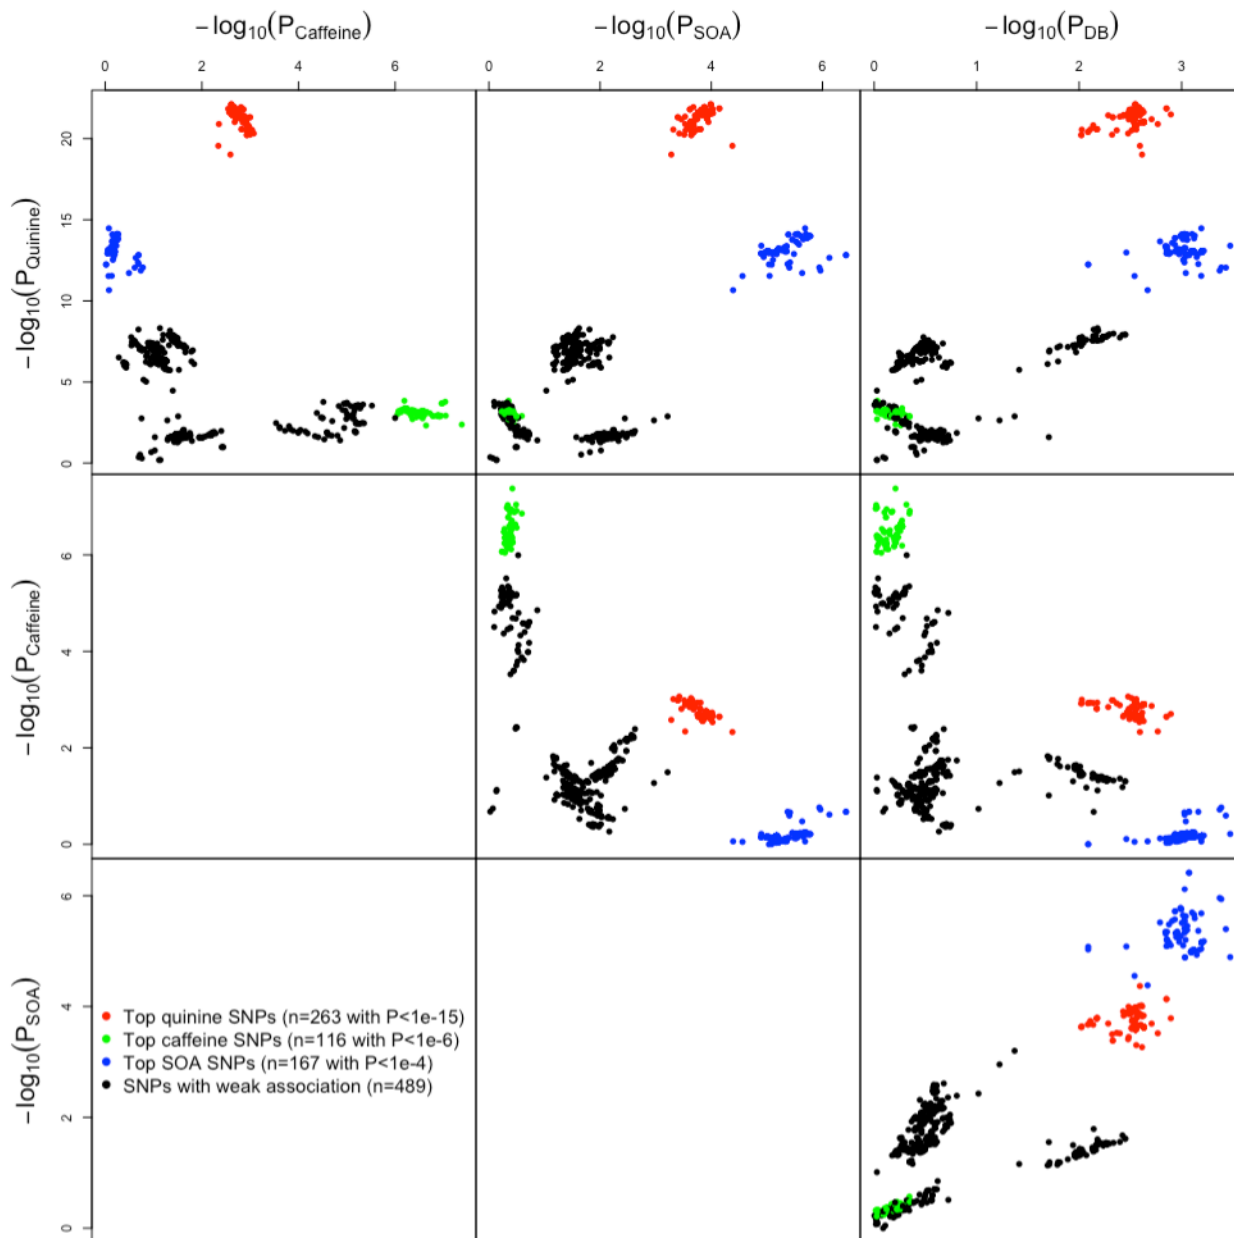 −log10(PCaffeine) −log10(PSOA) −log10(PDB)
0 2 4 6 0 2 4 6 0 1 2 3
−log10(PQuinine)
20
15
10
5
0
−log10(PCaffeine)
6
4
2
0
−log10(PSOA)
6
4
2
0
Top quinine SNPs (n=263 with P<1e-15)
Top caffeine SNPs (n=116 with P<1e-6)
Top SOA SNPs (n=167 with P<1e-4)
SNPs with weak association (n=489)